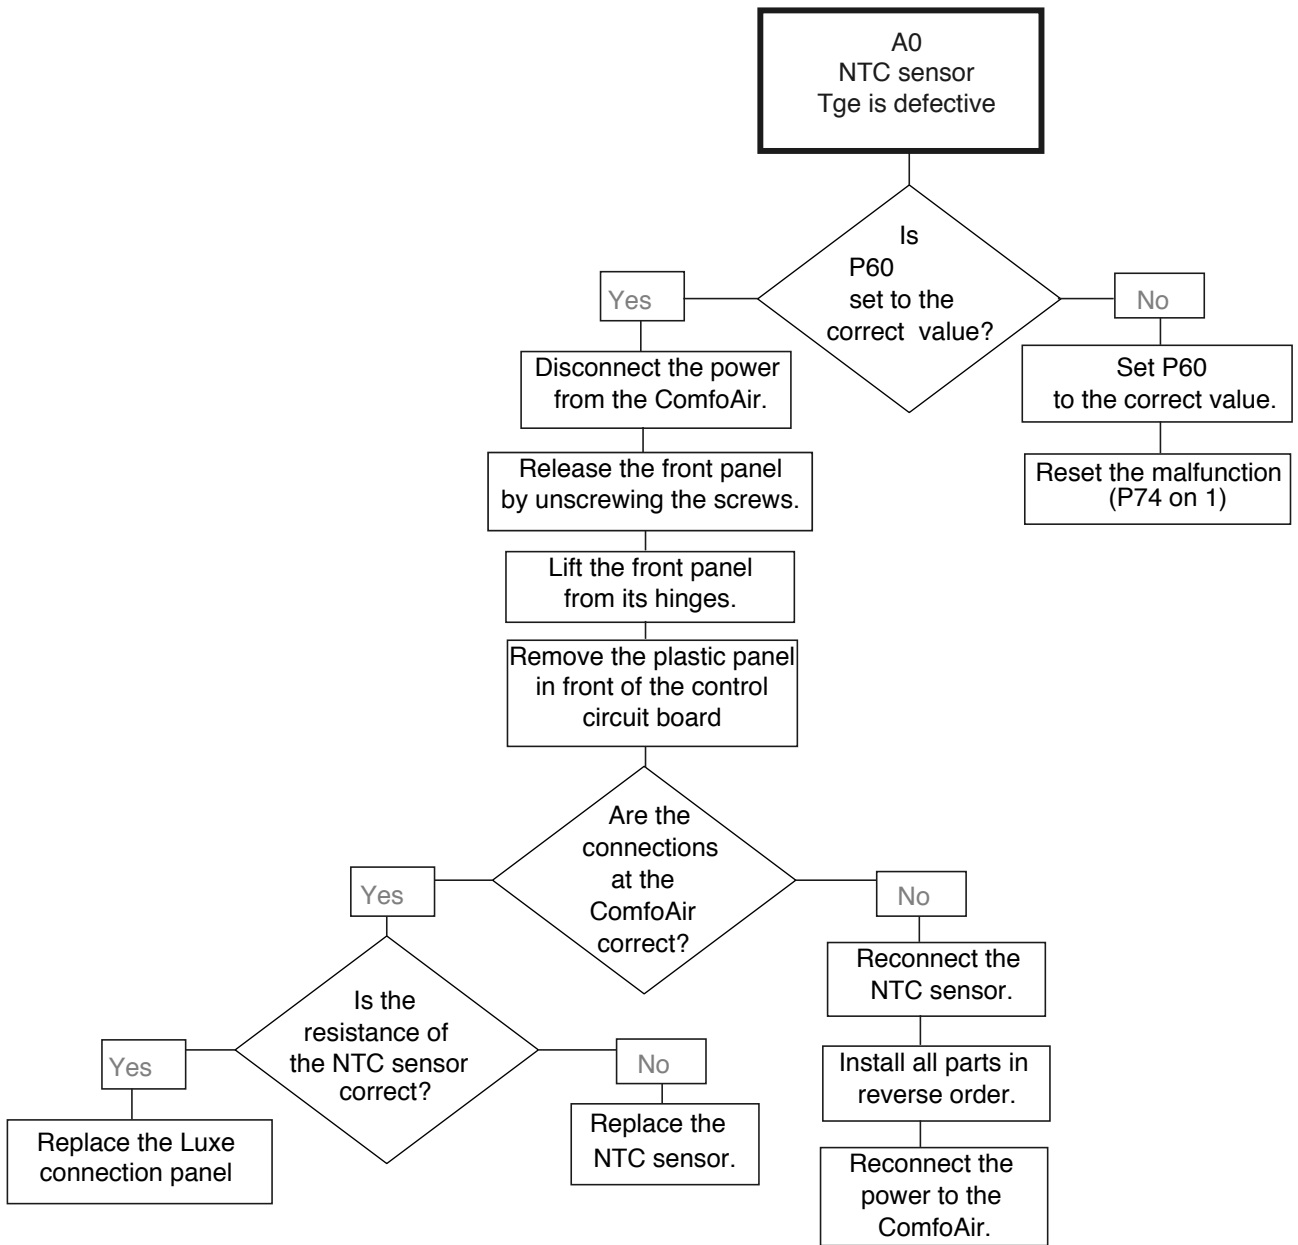 A0
NTC sensor
Tge is defective
Is
P60
set to the
correct value?
Yes
No
Disconnect the power
from the ComfoAir.
Set P60
to the correct value.
Release the front panel
by unscrewing the screws.
Reset the malfunction
(P74 on 1)
Lift the front panel
from its hinges.
Remove the plastic panel
in front of the control
circuit board
Are the
connections
at the
ComfoAir
correct?
Yes
No
Is the
resistance of
the NTC sensor
correct?
Reconnect the
NTC sensor.
Yes
No
Install all parts in
reverse order.
Replace the Luxe
connection panel
Replace the
NTC sensor.
Reconnect the
power to the
ComfoAir.